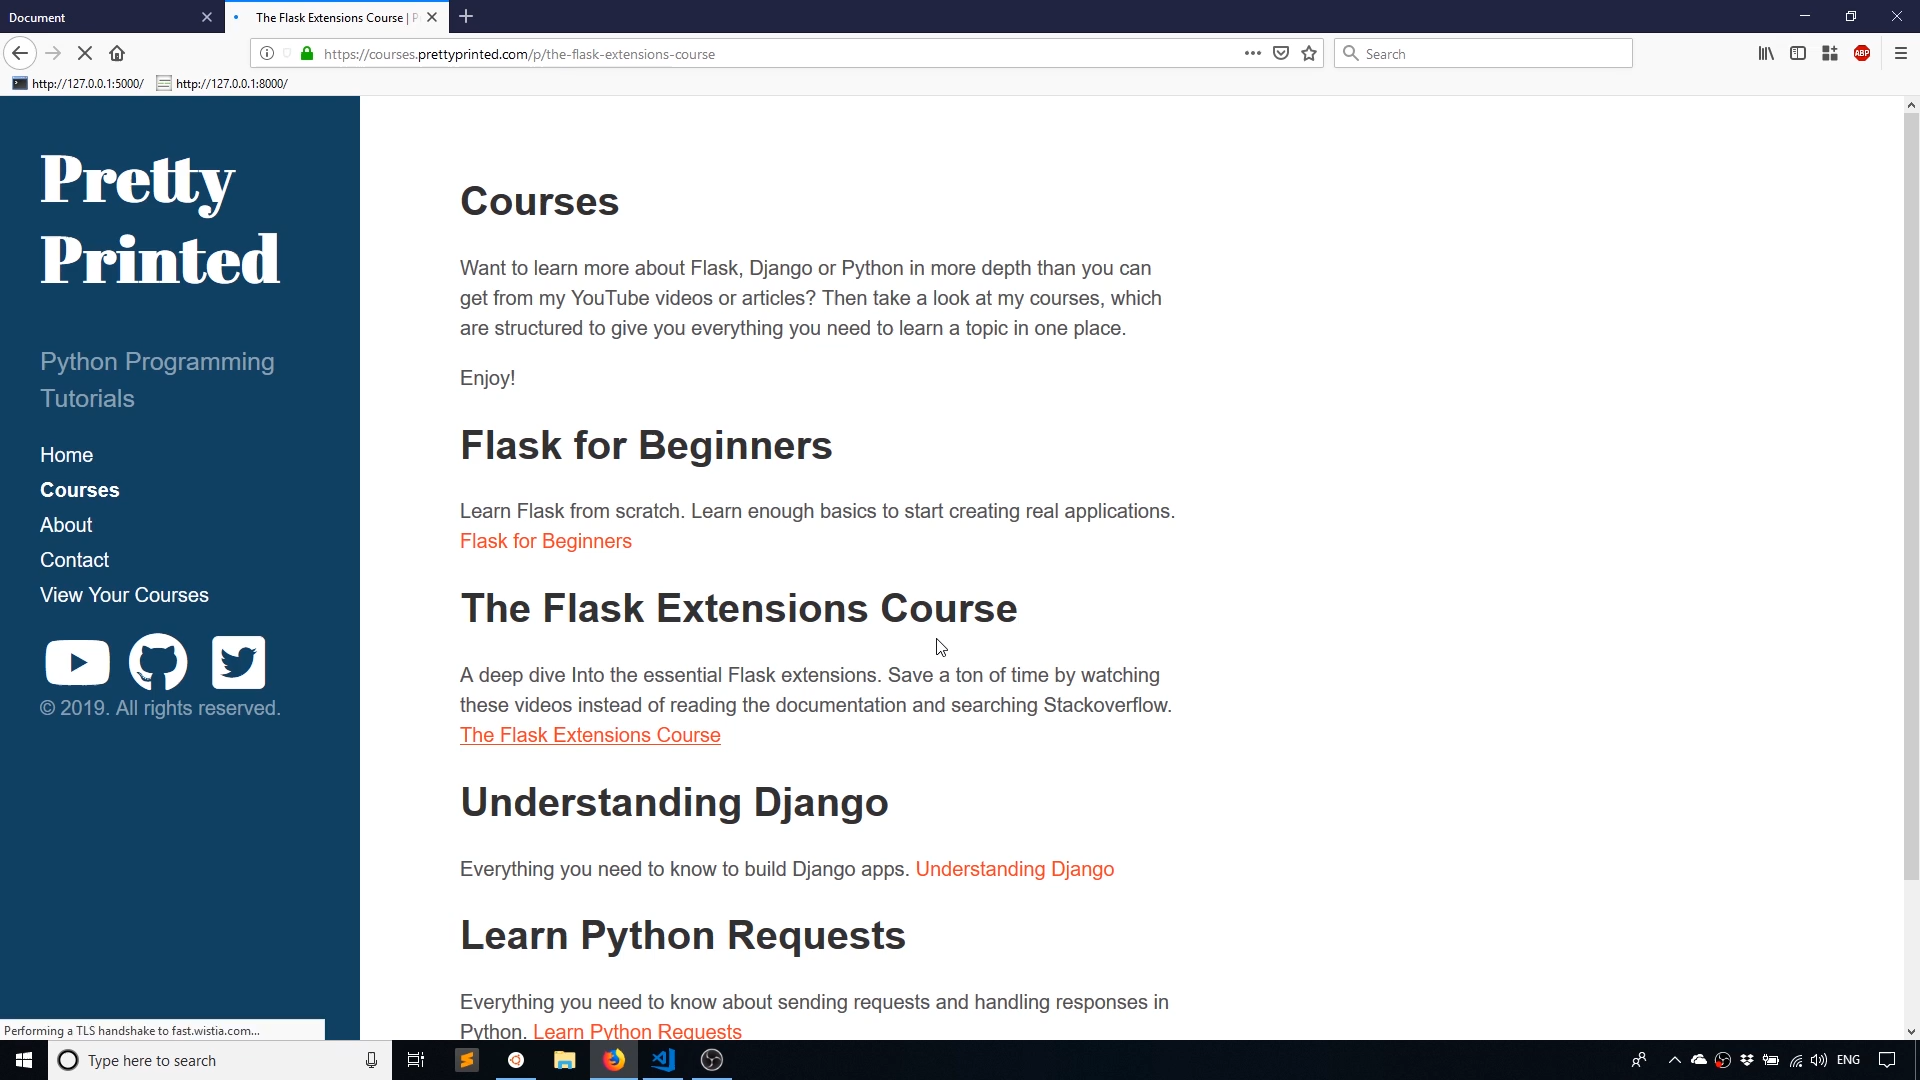 Document
The Flask Extensions Course | P
https://courses.prettyprinted.com/p/the-flask-extensions-course
Search
http://127.0.0.1:5000/
http://127.0.0.1:8000/
Pretty
Printed
Python Programming
Tutorials
Home
Courses
About
Contact
View Your Courses
© 2019. All rights reserved.
Courses
Want to learn more about Flask, Django or Python in more depth than you can
get from my YouTube videos or articles? Then take a look at my courses, which
are structured to give you everything you need to learn a topic in one place.
Enjoy!
Flask for Beginners
Learn Flask from scratch. Learn enough basics to start creating real applications.
Flask for Beginners
The Flask Extensions Course
A deep dive Into the essential Flask extensions. Save a ton of time by watching
these videos instead of reading the documentation and searching Stackoverflow.
The Flask Extensions Course
Understanding Django
Everything you need to know to build Django apps. Understanding Django
Learn Python Requests
Everything you need to know about sending requests and handling responses in
Python. Learn Python Requests
Performing a TLS handshake to fast.wistia.com...
Type here to search
ENG
ABP